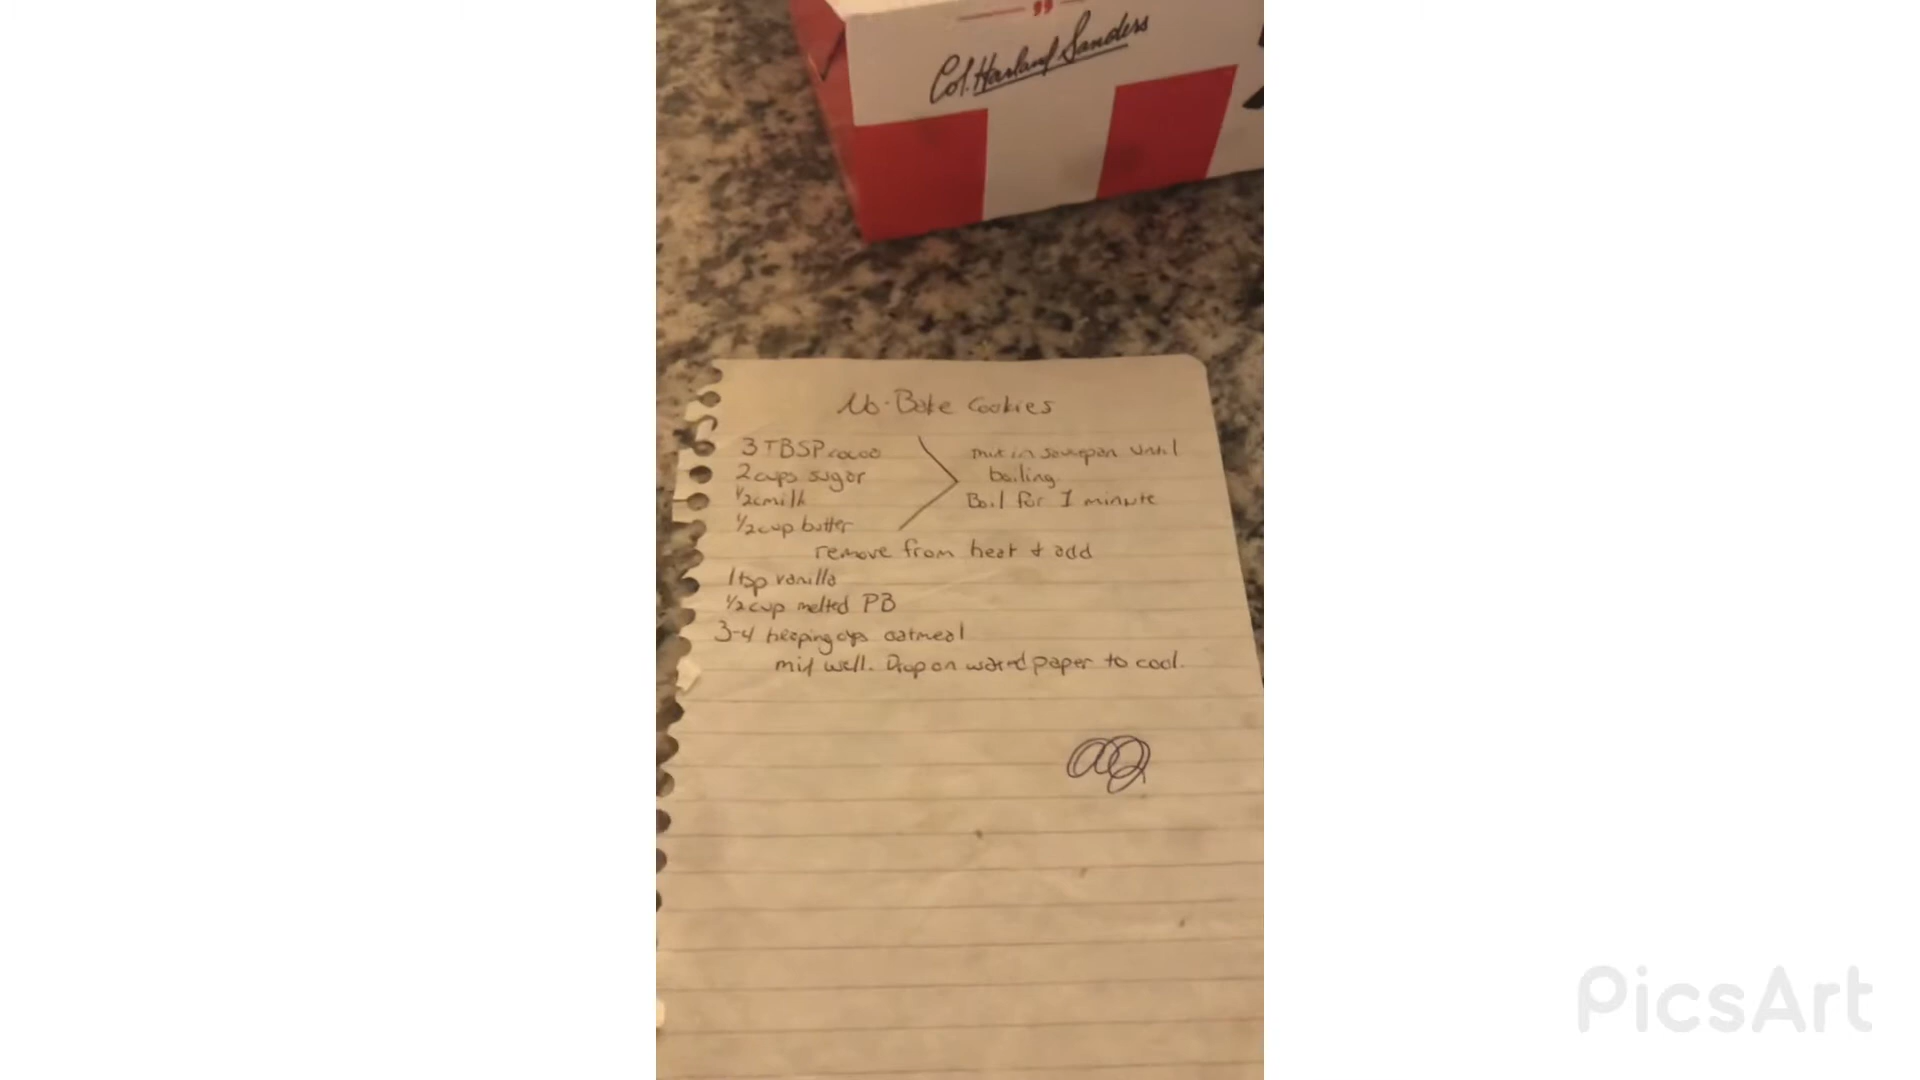 Col. Harland Sanders
No-Bake Cookies
3 TBSP cocoa
2 cups sugar
1/2 c milk
1/2 cup butter
mix in saucepan until
boiling
Boil for 1 minute
remove from heat & add
1 tsp vanilla
1/2 cup melted PB
3-4 heaping cups oatmeal
mix well. Drop on waxed paper to cool.
PicsArt